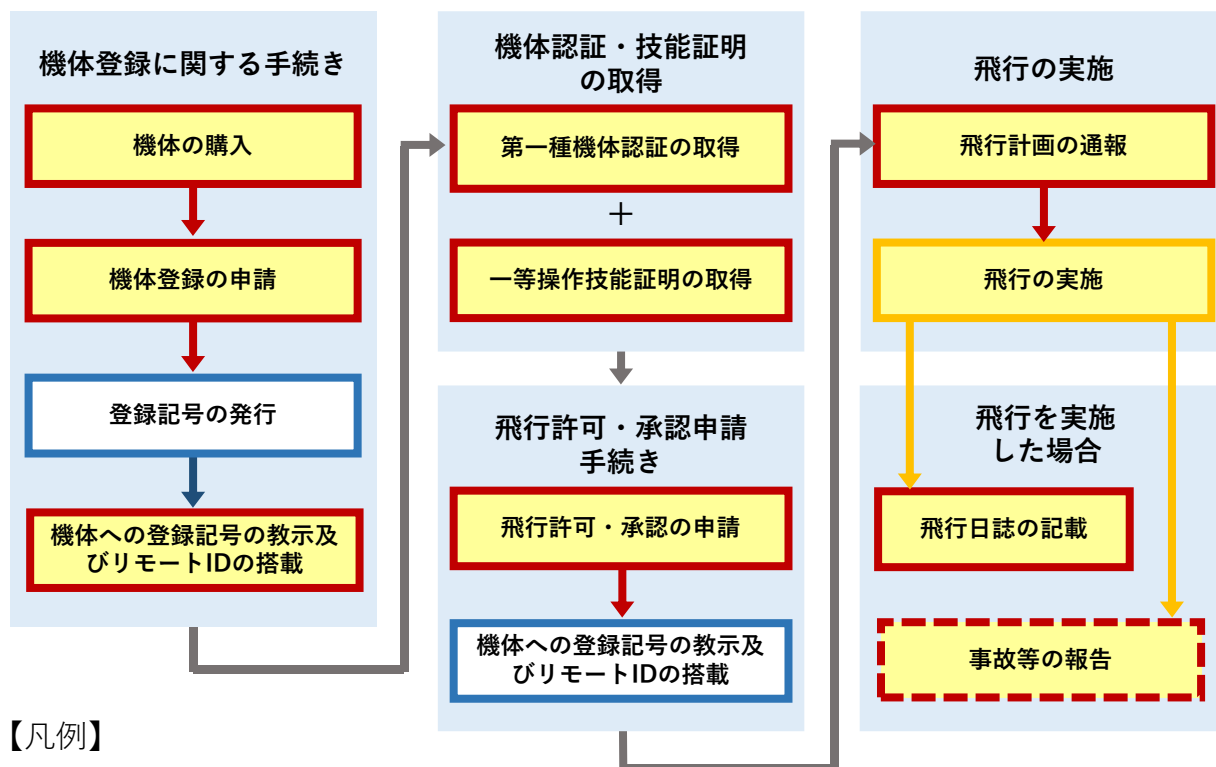 機体登録に関する手続き
機体の購入
機体登録の申請
登録記号の発行
機体への登録記号の教示及
びリモートIDの搭載
機体認証・技能証明
の取得
第一種機体認証の取得
+
一等操作技能証明の取得
飛行許可・承認申請
手続き
飛行許可・承認の申請
機体への登録記号の教示及
びリモートIDの搭載
飛行の実施
飛行計画の通報
飛行の実施
飛行を実施
した場合
飛行日誌の記載
事故等の報告
【凡例】